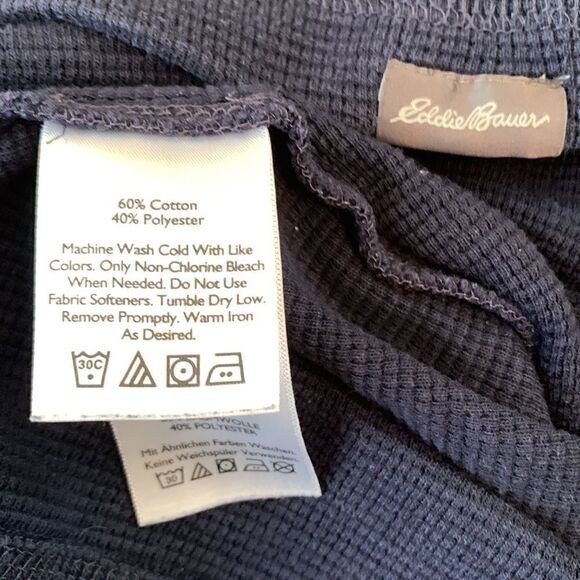 Eddie Bauer
60% Cotton
40% Polyester
Machine Wash Cold With Like
Colors. Only Non-Chlorine Bleach
When Needed. Do Not Use
Fabric Softeners. Tumble Dry Low.
Remove Promptly. Warm Iron
As Desired.
30C
40% POLYESTER
Mit Ähnlichen Farben Waschen.
Keine Weichspüler Verwenden.
30